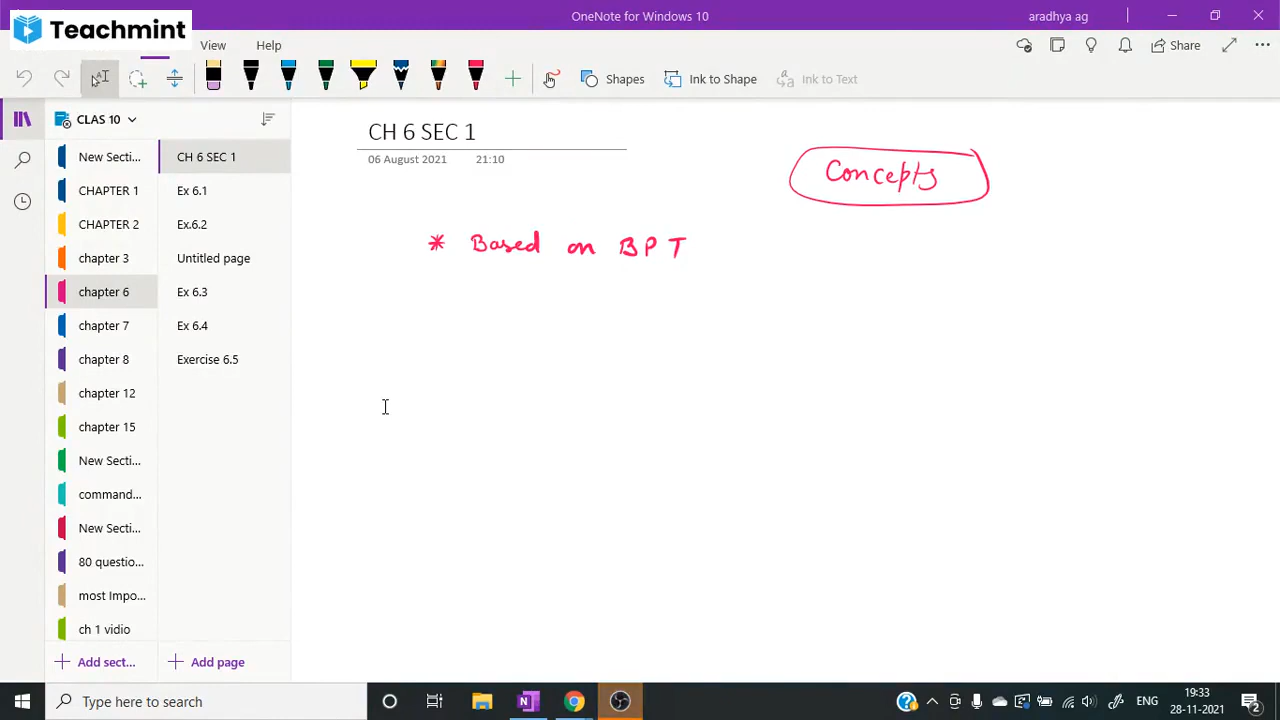 Teachmint
OneNote for Windows 10
aradhya ag
View Help
Share
Shapes
Ink to Shape
Ink to Text
CLAS 10
New Secti...
CHAPTER 1
CHAPTER 2
chapter 3
chapter 6
chapter 7
chapter 8
chapter 12
chapter 15
New Secti...
command...
New Secti...
80 questio...
most Impo...
ch 1 vidio
Add sect...
CH 6 SEC 1
Ex 6.1
Ex.6.2
Untitled page
Ex 6.3
Ex 6.4
Exercise 6.5
Add page
CH 6 SEC 1
06 August 2021 21:10
Concepts
* Based on BPT
Type here to search
ENG
19:33
28-11-2021
2